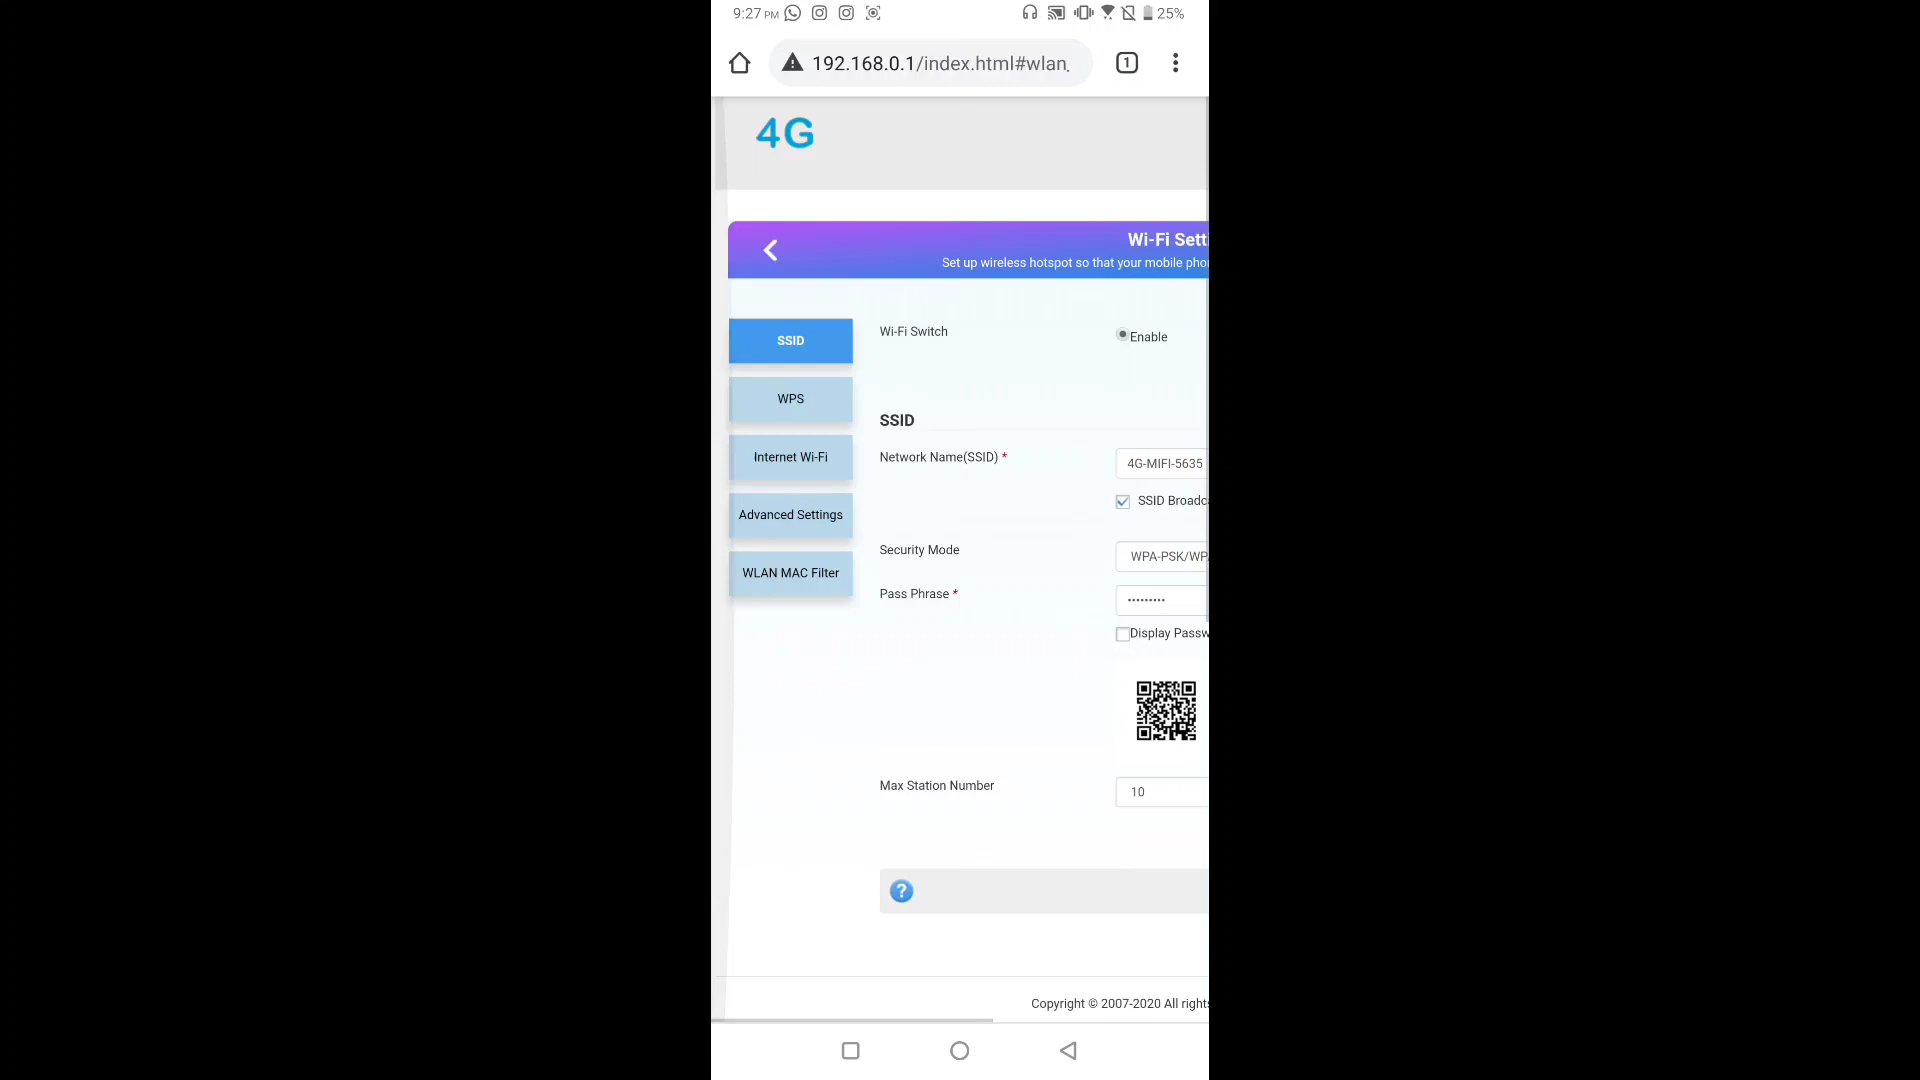 9:27 PM 25%
192.168.0.1/index.html#wlan_ 1
4G
Wi-Fi Sett
Set up wireless hotspot so that your mobile pho
SSID
WPS
Internet Wi-Fi
Advanced Settings
WLAN MAC Filter
Wi-Fi Switch
Enable
SSID
Network Name(SSID) *
4G-MIFI-5635
SSID Broadc
Security Mode
WPA-PSK/WP
Pass Phrase *
•••••••••
Display Passw
Max Station Number
10
?
Copyright © 2007-2020 All rights